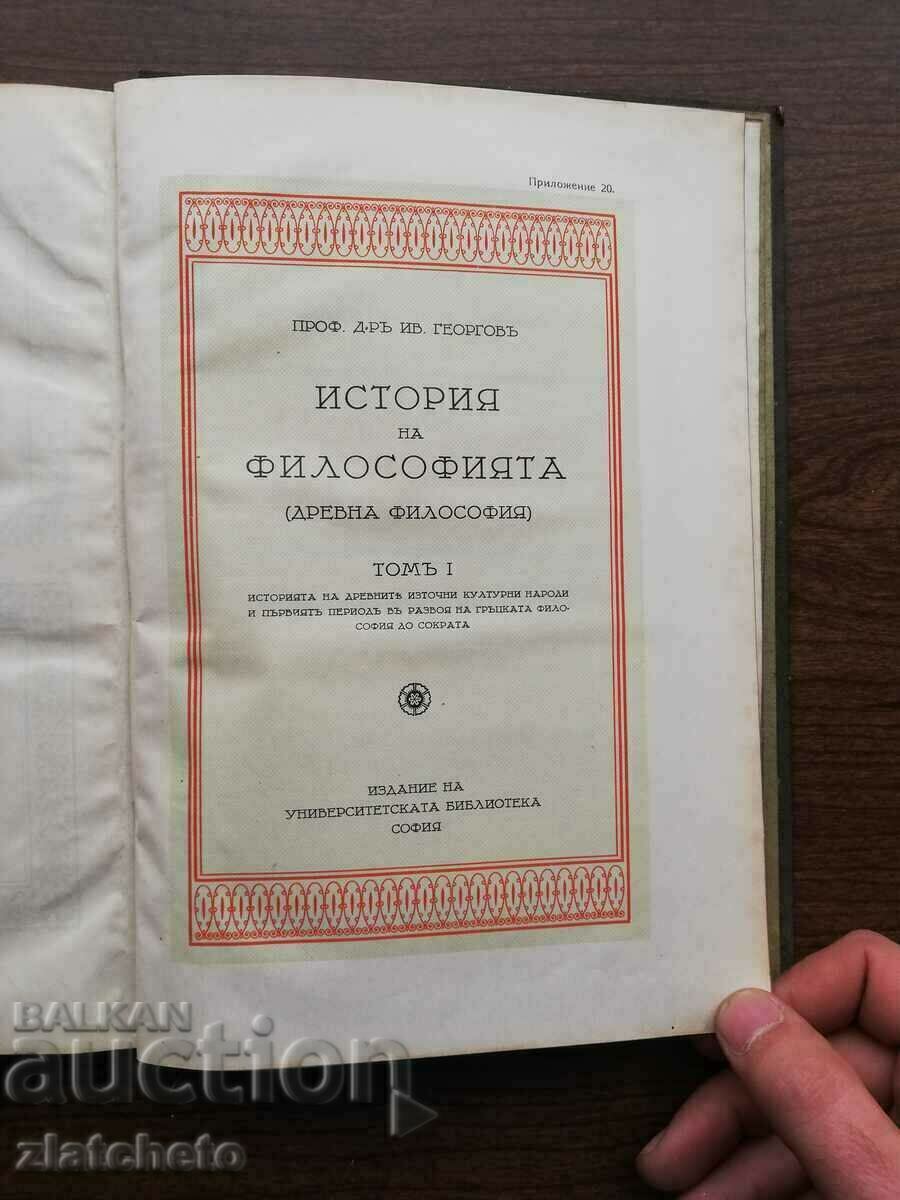 Приложение 20.
ПРОФ. Д-РЪ ИВ. ГЕОРГОВЪ
ИСТОРИЯ
НА
ФИЛОСОФИЯТА
(ДРЕВНА ФИЛОСОФИЯ)
ТОМЪ I
ИСТОРИЯТА НА ДРЕВНИТѢ ИЗТОЧНИ КУЛТУРНИ НАРОДИ
И ПЪРВИЯТЪ ПЕРИОДЪ ВЪ РАЗВОЯ НА ГРЪЦКАТА ФИЛО-
СОФИЯ ДО СОКРАТА
ИЗДАНИЕ НА
УНИВЕРСИТЕТСКАТА БИБЛИОТЕКА
СОФИЯ
BALKAN
auction
zlatcheto